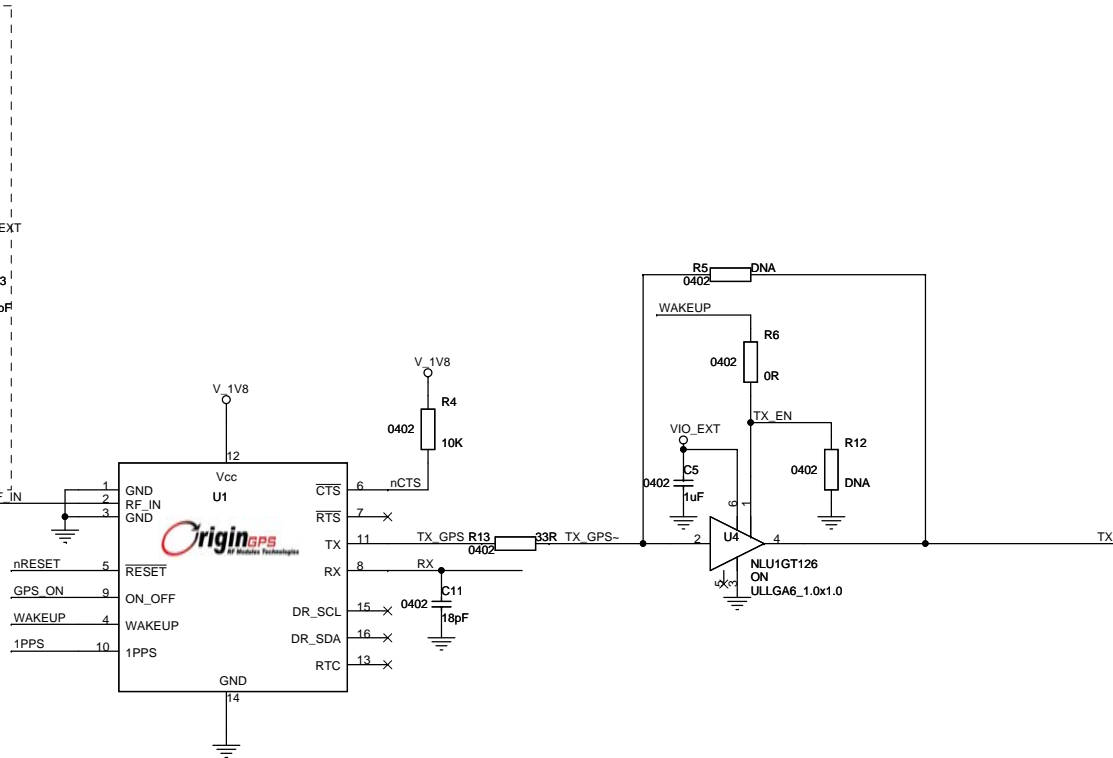 EXT
3
pF
R5 DNA
0402
WAKEUP
R6
0402
0R
V_1V8
V_1V8
R4
0402
10K
TX_EN
VIO_EXT
R12
0402
DNA
C5
0402
1uF
12
Vcc
U1
1 GND
F_IN 2 RF_IN
3 GND
CTS 6 nCTS
RTS 7
OriginGPS
RF Modules Technologies
TX 11 TX_GPS R13 33R TX_GPS~
0402
6
1
2 U4 4 TX
5
3
NLU1GT126
ON
ULLGA6_1.0x1.0
nRESET 5 RESET
RX 8 RX
C11
0402
18pF
GPS_ON 9 ON_OFF
WAKEUP 4 WAKEUP
1PPS 10 1PPS
DR_SCL 15
DR_SDA 16
RTC 13
GND
14